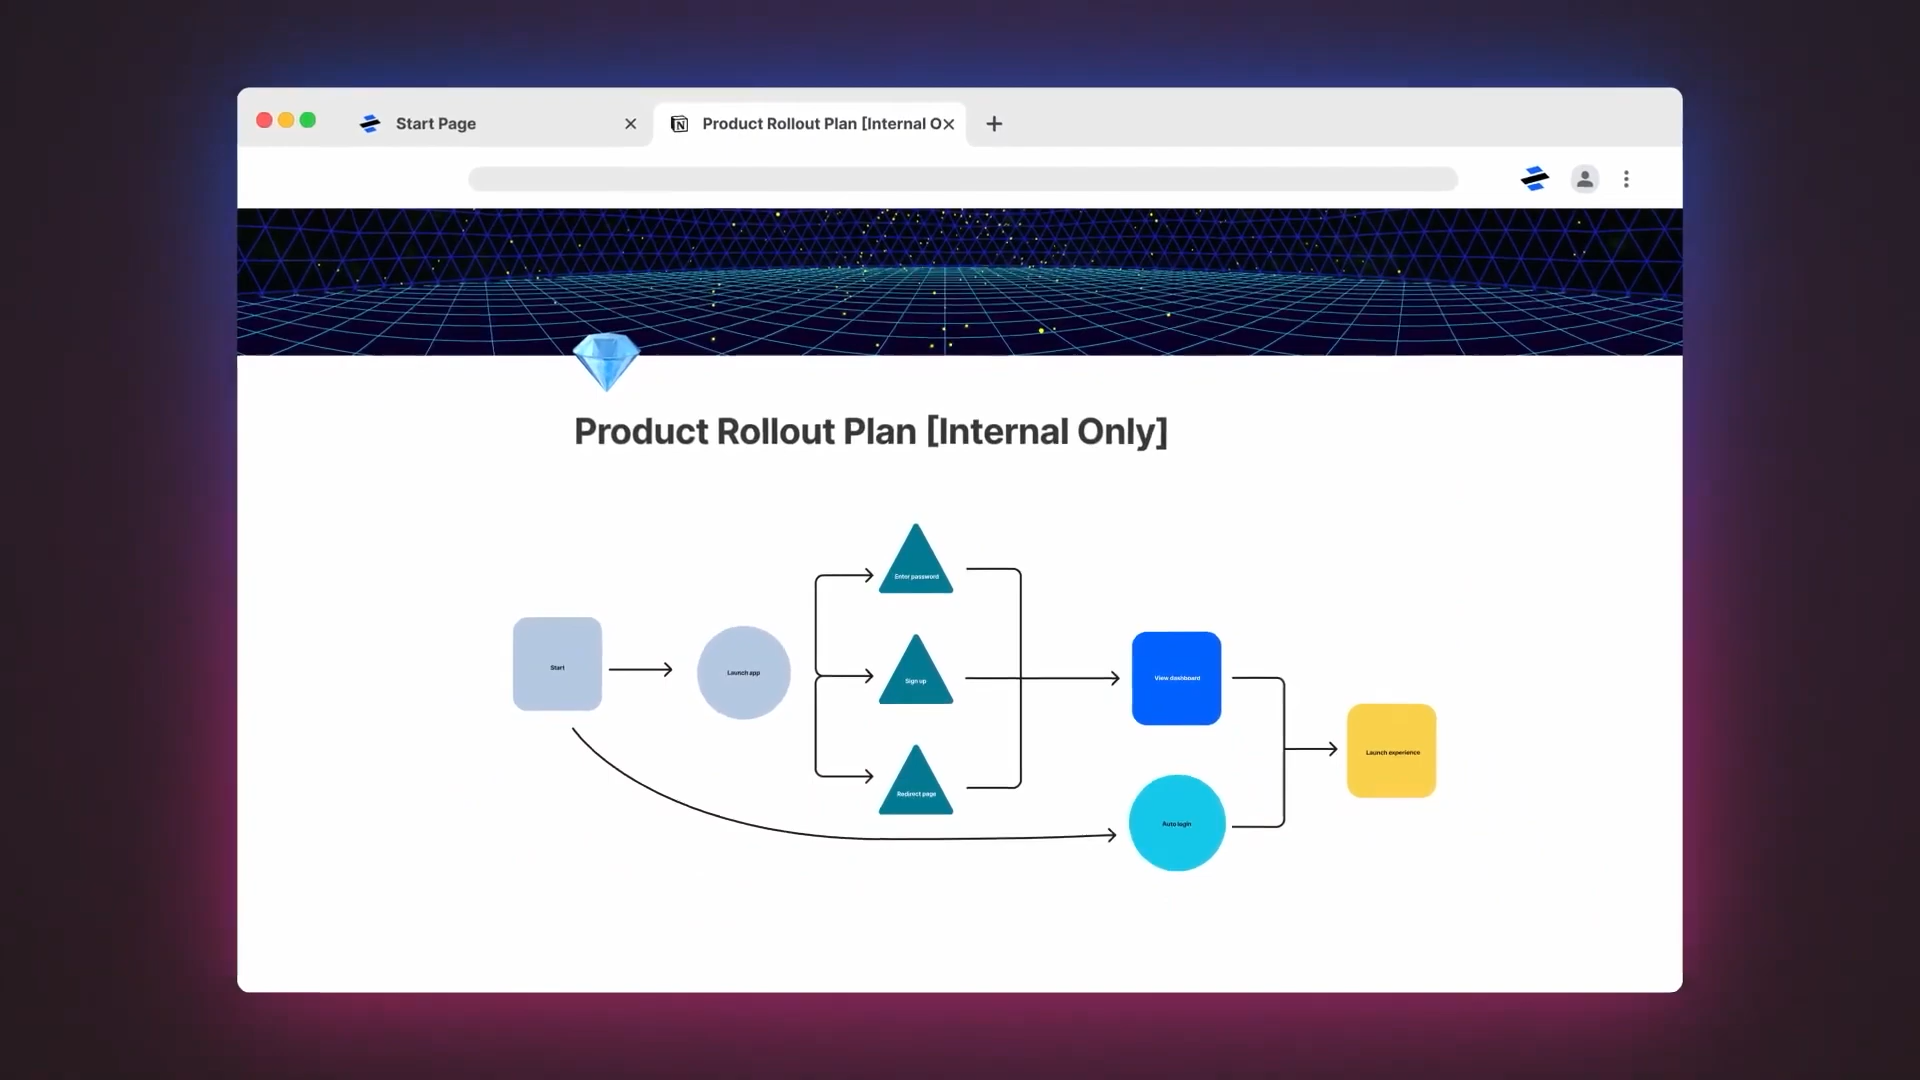 Start Page
Product Rollout Plan [Internal O
Product Rollout Plan [Internal Only]
Enter password
Start
Launch app
Sign up
View dashboard
Launch experience
Redirect page
Auto login